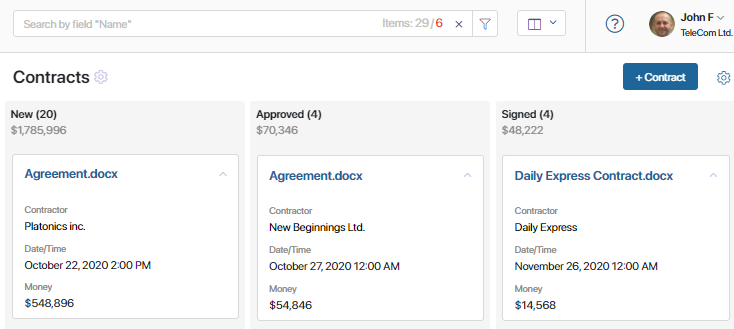 Search by field "Name"
Items: 29/6
John F
TeleCom Ltd.
Contracts
+ Contract
New (20)
$1,785,996
Agreement.docx
Contractor
Platonics inc.
Date/Time
October 22, 2020 2:00 PM
Money
$548,896
Approved (4)
$70,346
Agreement.docx
Contractor
New Beginnings Ltd.
Date/Time
October 27, 2020 12:00 AM
Money
$54,846
Signed (4)
$48,222
Daily Express Contract.docx
Contractor
Daily Express
Date/Time
November 26, 2020 12:00 AM
Money
$14,568